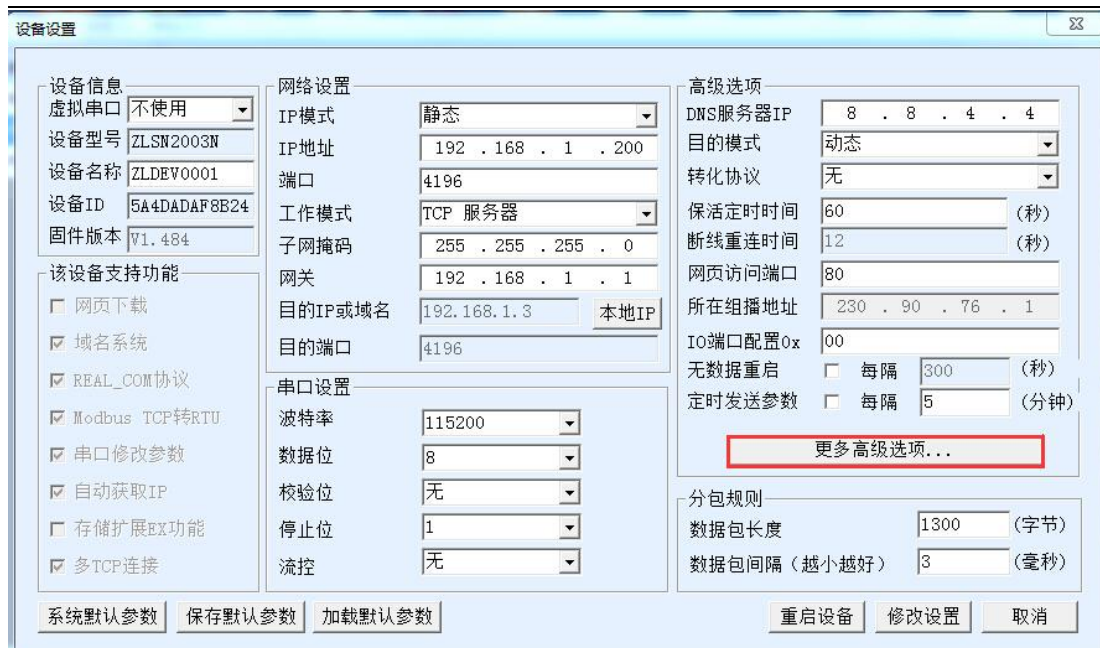 设备设置
设备信息
虚拟串口 不使用
设备型号 ZLSN2003N
设备名称 ZLDEV0001
设备ID 5A4DADAF8B24
固件版本 V1.484
该设备支持功能
网页下载
域名系统
REAL_COM协议
Modbus TCP转RTU
串口修改参数
自动获取IP
存储扩展EX功能
多TCP连接
网络设置
IP模式 静态
IP地址 192 . 168 . 1 . 200
端口 4196
工作模式 TCP 服务器
子网掩码 255 . 255 . 255 . 0
网关 192 . 168 . 1 . 1
目的IP或域名 192.168.1.3 本地IP
目的端口 4196
串口设置
波特率 115200
数据位 8
校验位 无
停止位 1
流控 无
高级选项
DNS服务器IP 8 . 8 . 4 . 4
目的模式 动态
转化协议 无
保活定时时间 60 (秒)
断线重连时间 12 (秒)
网页访问端口 80
所在组播地址 230 . 90 . 76 . 1
IO端口配置0x 00
无数据重启 每隔 300 (秒)
定时发送参数 每隔 5 (分钟)
更多高级选项...
分包规则
数据包长度 1300 (字节)
数据包间隔（越小越好） 3 (毫秒)
系统默认参数 保存默认参数 加载默认参数 重启设备 修改设置 取消